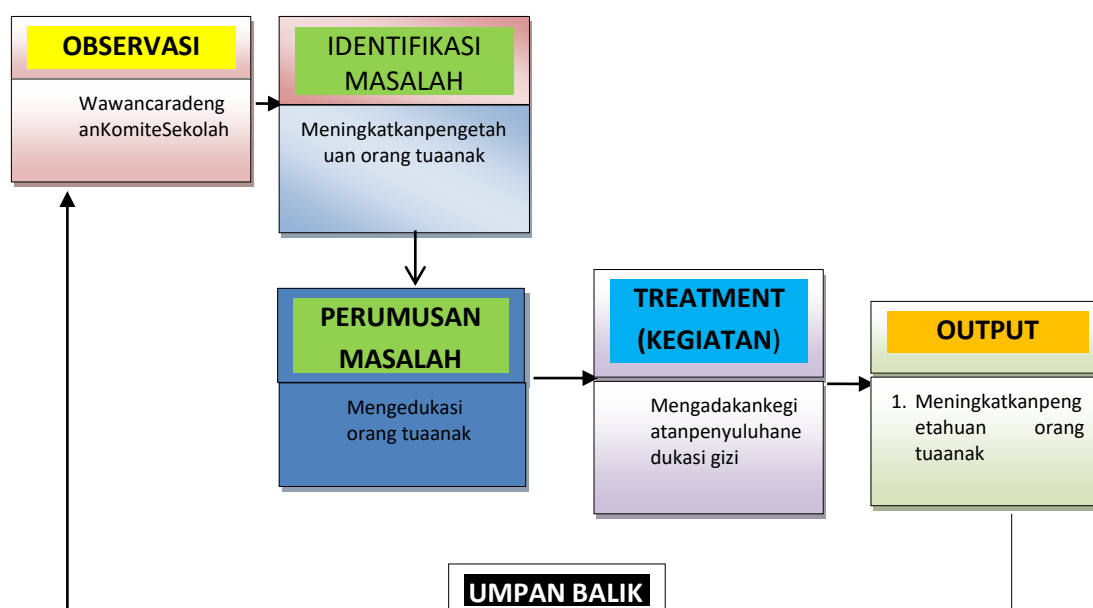 OBSERVASI
Wawancaradeng
anKomiteSekolah
IDENTIFIKASI
MASALAH
Meningkatkanpengetah
uan orang tuaanak
PERUMUSAN
MASALAH
Mengedukasi
orang tuaanak
TREATMENT
(KEGIATAN)
Mengadakankegi
atanpenyuluhane
dukasi gizi
OUTPUT
1. Meningkatkanpeng
etahuan orang
tuaanak
UMPAN BALIK